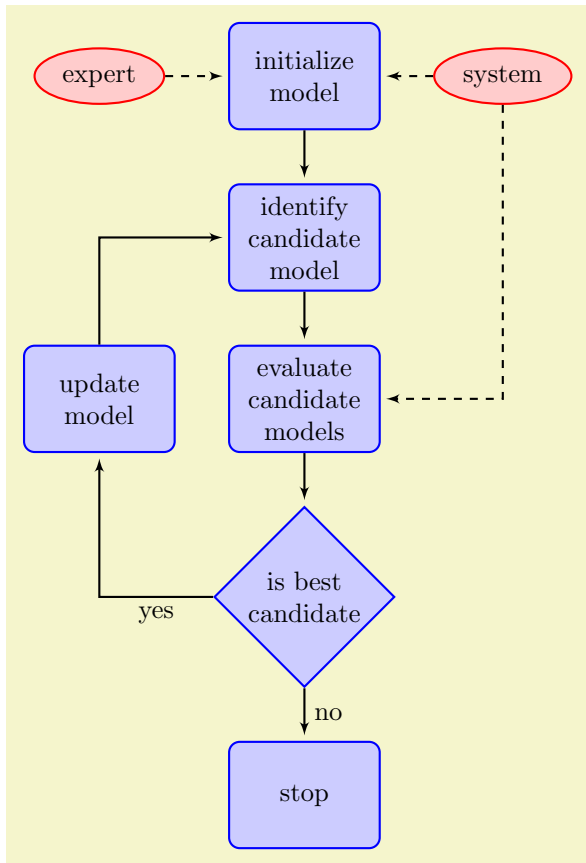 expert
initialize
model
system
identify
candidate
model
update
model
evaluate
candidate
models
is best
candidate
yes
no
stop